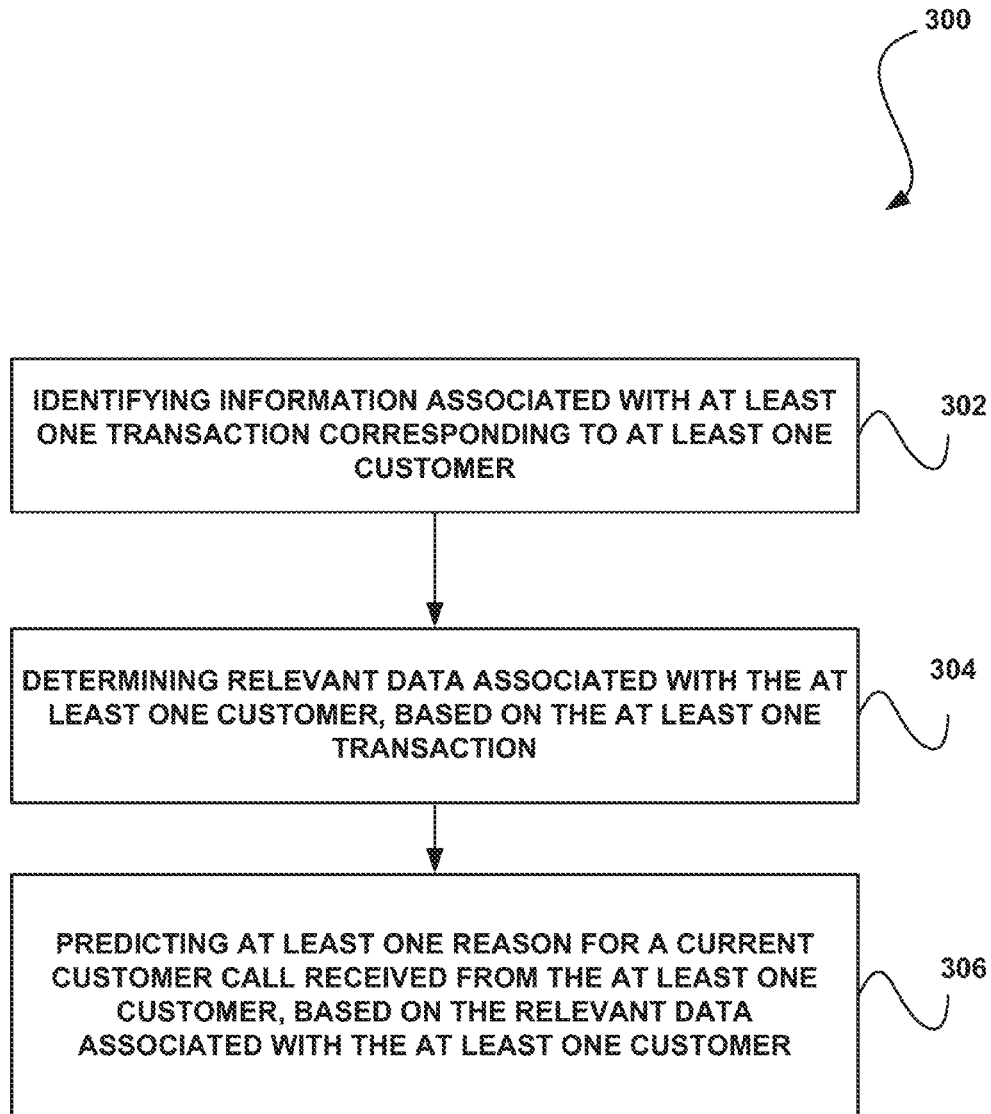 300
IDENTIFYING INFORMATION ASSOCIATED WITH AT LEAST
ONE TRANSACTION CORRESPONDING TO AT LEAST ONE
CUSTOMER
302
DETERMINING RELEVANT DATA ASSOCIATED WITH THE AT
LEAST ONE CUSTOMER, BASED ON THE AT LEAST ONE
TRANSACTION
304
PREDICTING AT LEAST ONE REASON FOR A CURRENT
CUSTOMER CALL RECEIVED FROM THE AT LEAST ONE
CUSTOMER, BASED ON THE RELEVANT DATA
ASSOCIATED WITH THE AT LEAST ONE CUSTOMER
306